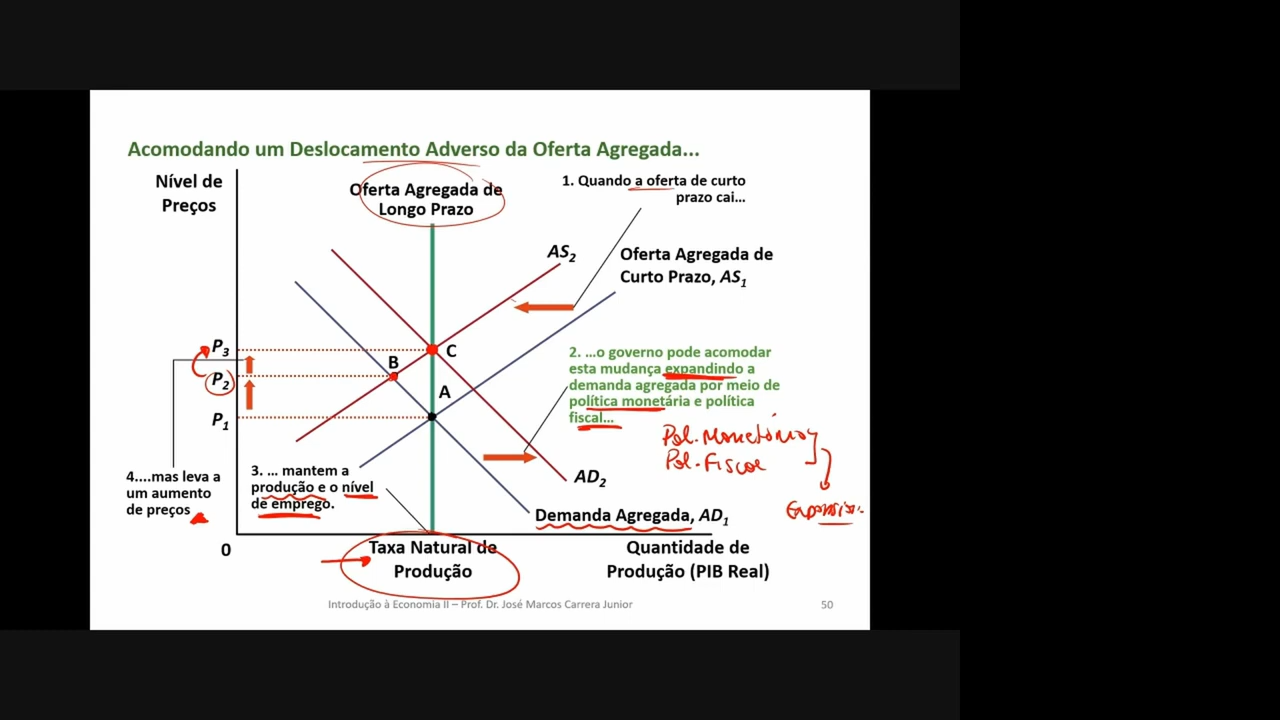 Acomodando um Deslocamento Adverso da Oferta Agregada...
Nível de
Preços
Oferta Agregada de
Longo Prazo
1. Quando a oferta de curto
prazo cai...
AS2
Oferta Agregada de
Curto Prazo, AS1
P3
P2
P1
B
C
A
2. ...o governo pode acomodar
esta mudança expandindo a
demanda agregada por meio de
política monetária e política
fiscal...
Pol. Monetária
Pol. Fiscal
4....mas leva a
um aumento
de preços
3. ... mantem a
produção e o nível
de emprego.
AD2
Demanda Agregada, AD1
0
Taxa Natural de
Produção
Quantidade de
Produção (PIB Real)
Introdução à Economia II – Prof. Dr. José Marcos Carrera Junior
50